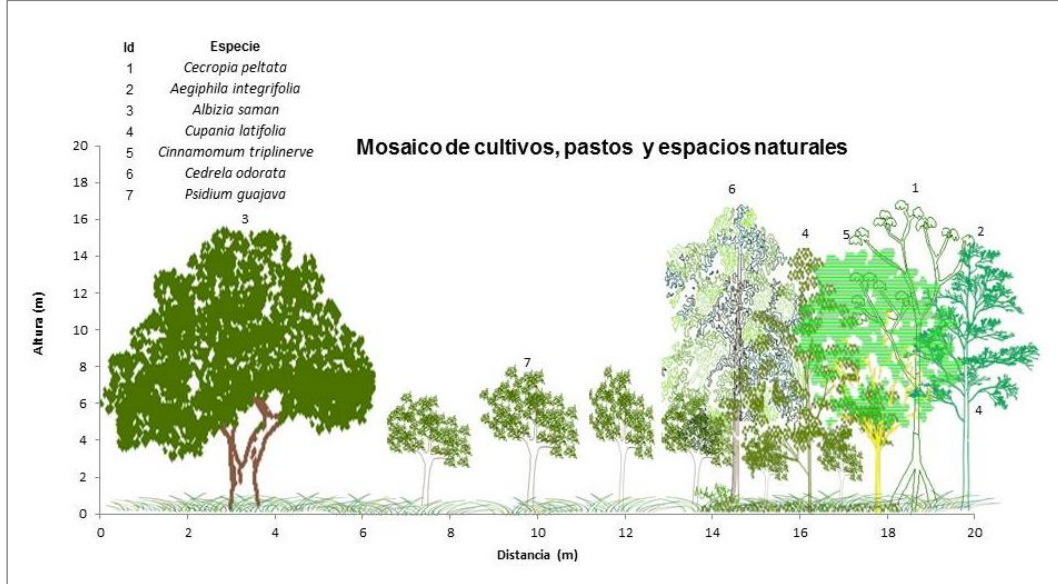 Id Especie
1 Cecropia peltata
2 Aegiphila integrifolia
3 Albizia saman
4 Cupania latifolia
5 Cinnamomum triplinerve
6 Cedrela odorata
7 Psidium guajava
Mosaico de cultivos, pastos y espacios naturales
20
18
16
14
12
10
8
6
4
2
0
Altura (m)
3
7
6
4
5
1
2
4
0 2 4 6 8 10 12 14 16 18 20
Distancia (m)